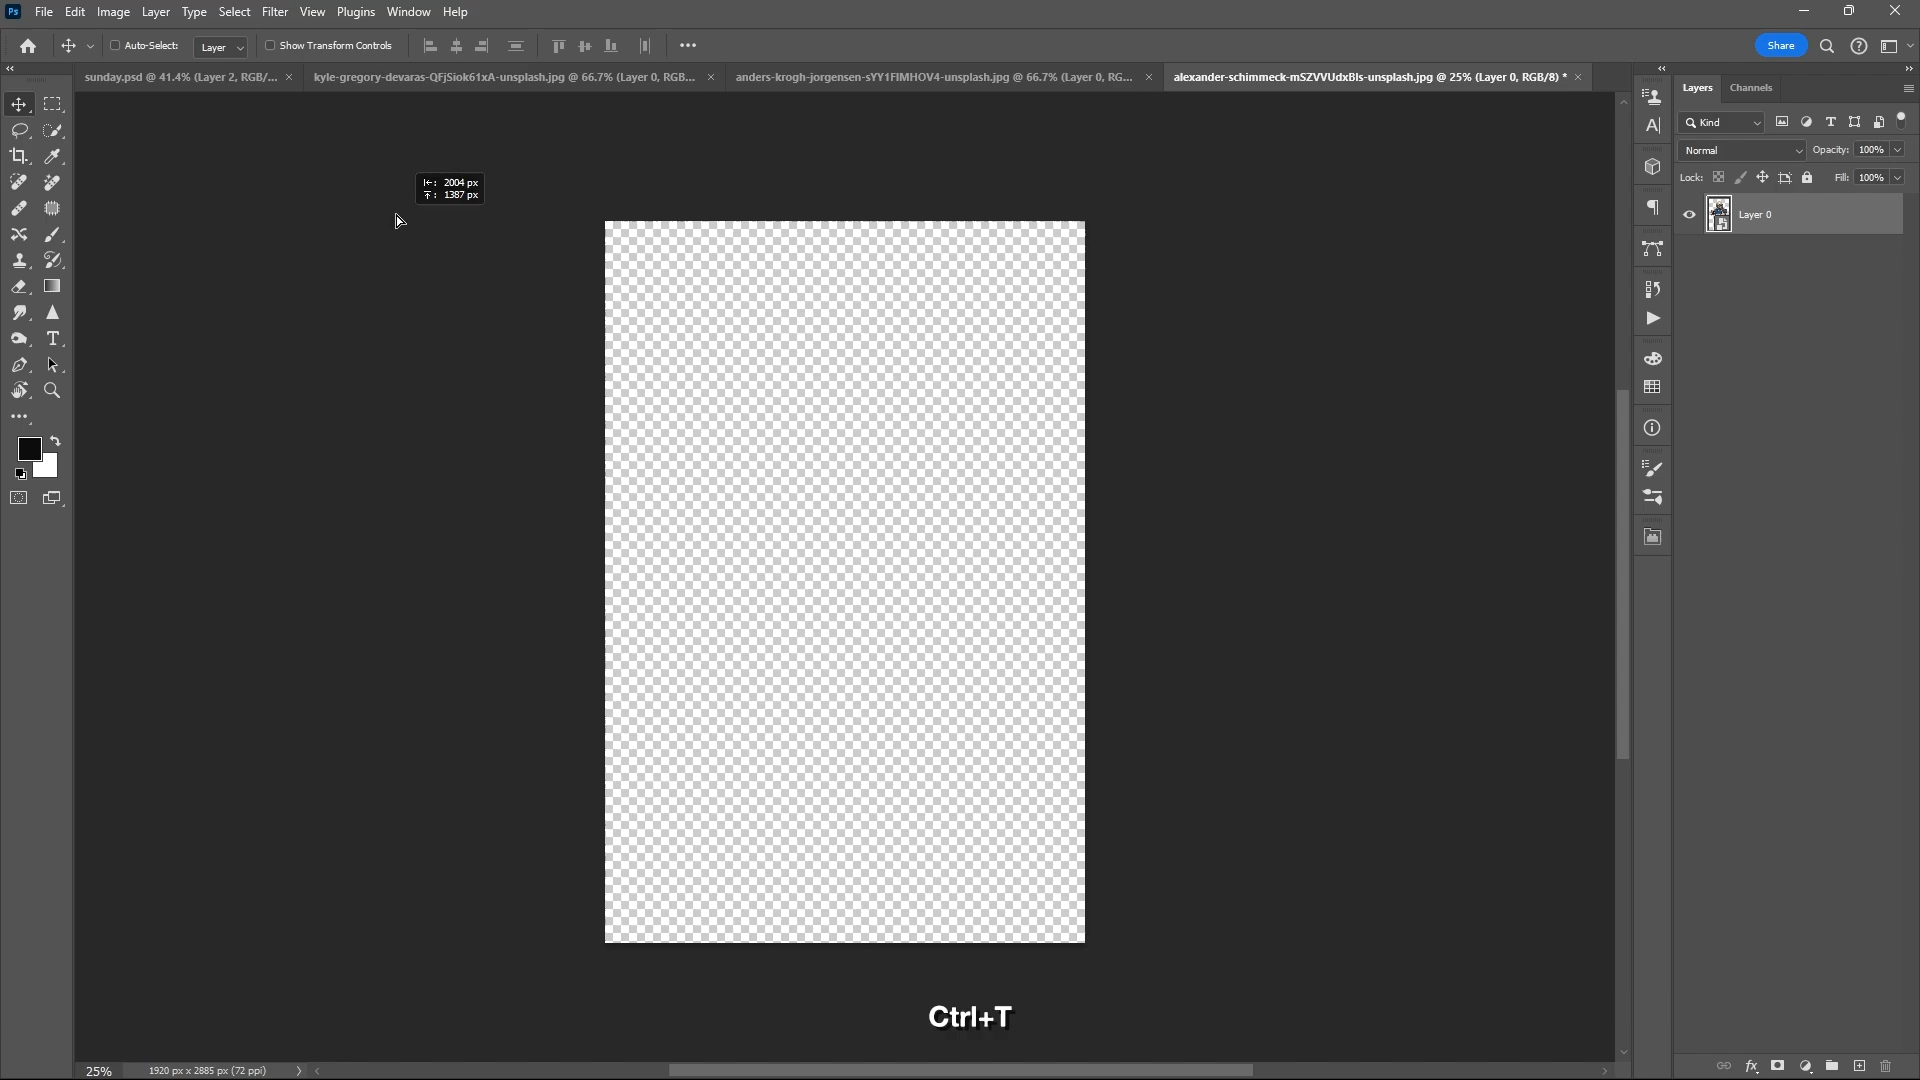 Ps File Edit Image Layer Type Select Filter View Plugins Window Help
Auto-Select: Layer Show Transform Controls Share
sunday.psd @ 41.4% (Layer 2, RGB/... kyle-gregory-devaras-QFjSiok61xA-unsplash.jpg @ 66.7% (Layer 0, RGB... anders-krogh-jorgensen-sYY1FIMHOV4-unsplash.jpg @ 66.7% (Layer 0, RG... alexander-schimmeck-mSZVVUdxBls-unsplash.jpg @ 25% (Layer 0, RGB/8) *
Layers Channels
Kind
Normal Opacity: 100%
Lock: Fill: 100%
2004 px
1387 px
Layer 0
Ctrl+T
25% 1920 px x 2885 px (72 ppi)